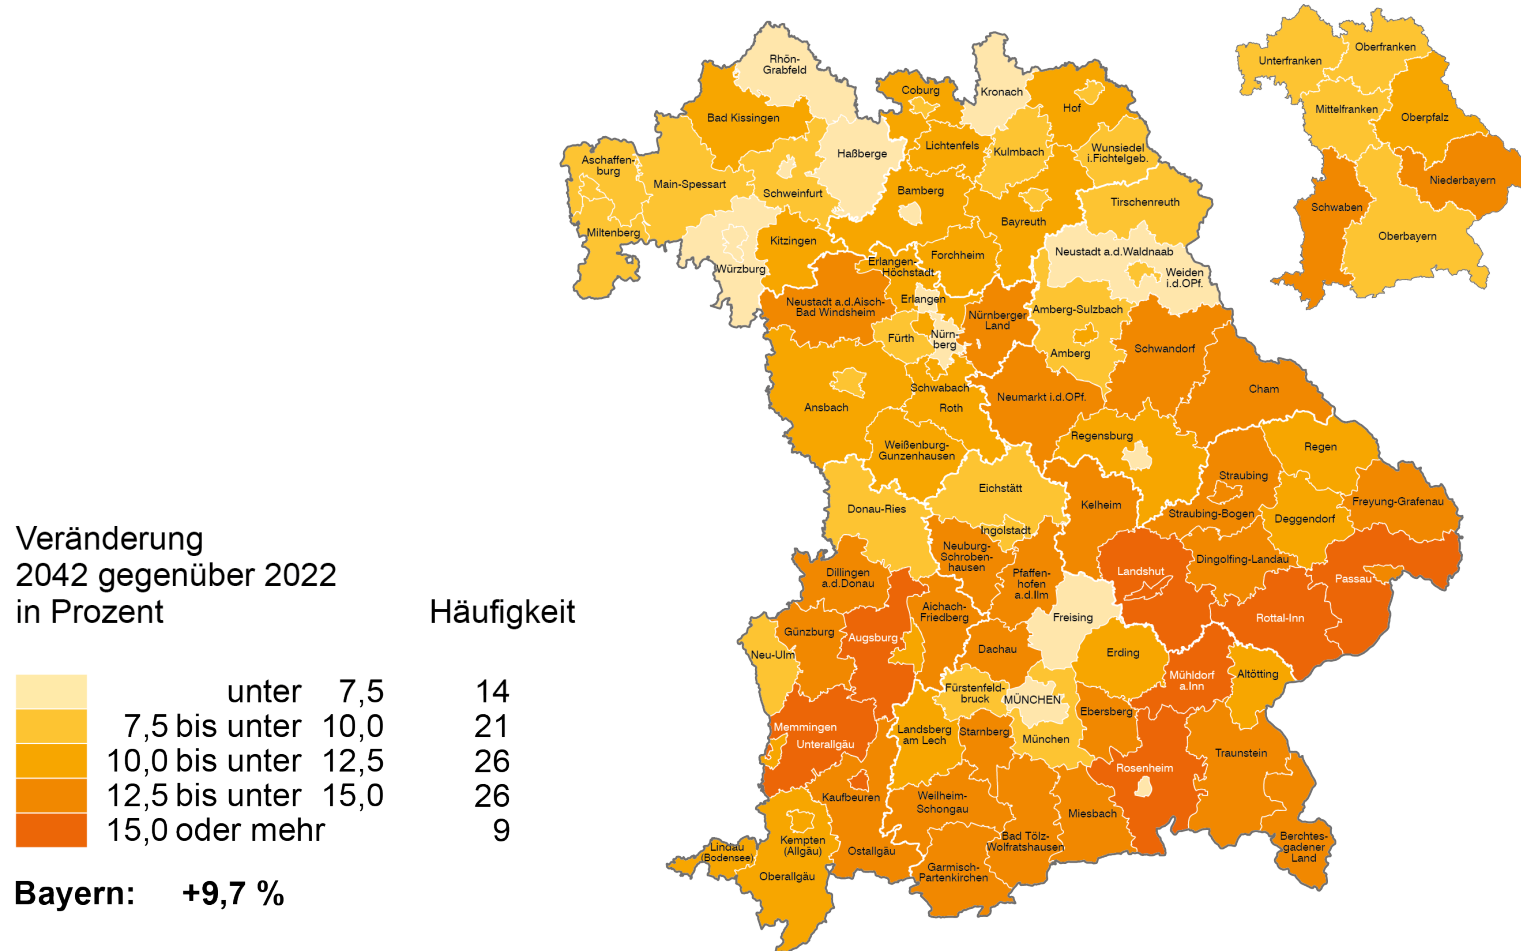 Veränderung
2042 gegenüber 2022
in Prozent
Häufigkeit
unter 7,5 14
7,5 bis unter 10,0 21
10,0 bis unter 12,5 26
12,5 bis unter 15,0 26
15,0 oder mehr 9
Bayern: +9,7 %
Rhön-
Grabfeld
Bad Kissingen
Coburg
Kronach
Hof
Lichtenfels
Kulmbach
Wunsiedel
i.Fichtelgeb.
Haßberge
Aschaffen-
burg
Main-Spessart
Schweinfurt
Bamberg
Bayreuth
Tirschenreuth
Miltenberg
Würzburg
Kitzingen
Erlangen-
Höchstadt
Forchheim
Neustadt a.d.Waldnaab
Weiden
i.d.OPf.
Neustadt a.d.Aisch-
Bad Windsheim
Erlangen
Nürnberger
Land
Amberg-Sulzbach
Fürth
Nürn-
berg
Amberg
Schwandorf
Schwabach
Ansbach
Roth
Neumarkt i.d.OPf.
Cham
Weißenburg-
Gunzenhausen
Regensburg
Regen
Eichstätt
Straubing
Donau-Ries
Ingolstadt
Kelheim
Straubing-Bogen
Deggendorf
Freyung-Grafenau
Neuburg-
Schroben-
hausen
Dillingen
a.d.Donau
Pfaffen-
hofen
a.d.Ilm
Landshut
Dingolfing-Landau
Passau
Aichach-
Friedberg
Freising
Rottal-Inn
Günzburg
Augsburg
Neu-Ulm
Dachau
Erding
Mühldorf
a.Inn
Altötting
Fürstenfeld-
bruck
MÜNCHEN
Ebersberg
Memmingen
Unterallgäu
Landsberg
am Lech
Starnberg
München
Traunstein
Rosenheim
Kaufbeuren
Weilheim-
Schongau
Miesbach
Lindau
(Bodensee)
Kempten
(Allgäu)
Ostallgäu
Bad Tölz-
Wolfratshausen
Berchtes-
gadener
Land
Oberallgäu
Garmisch-
Partenkirchen
Unterfranken
Oberfranken
Mittelfranken
Oberpfalz
Niederbayern
Schwaben
Oberbayern